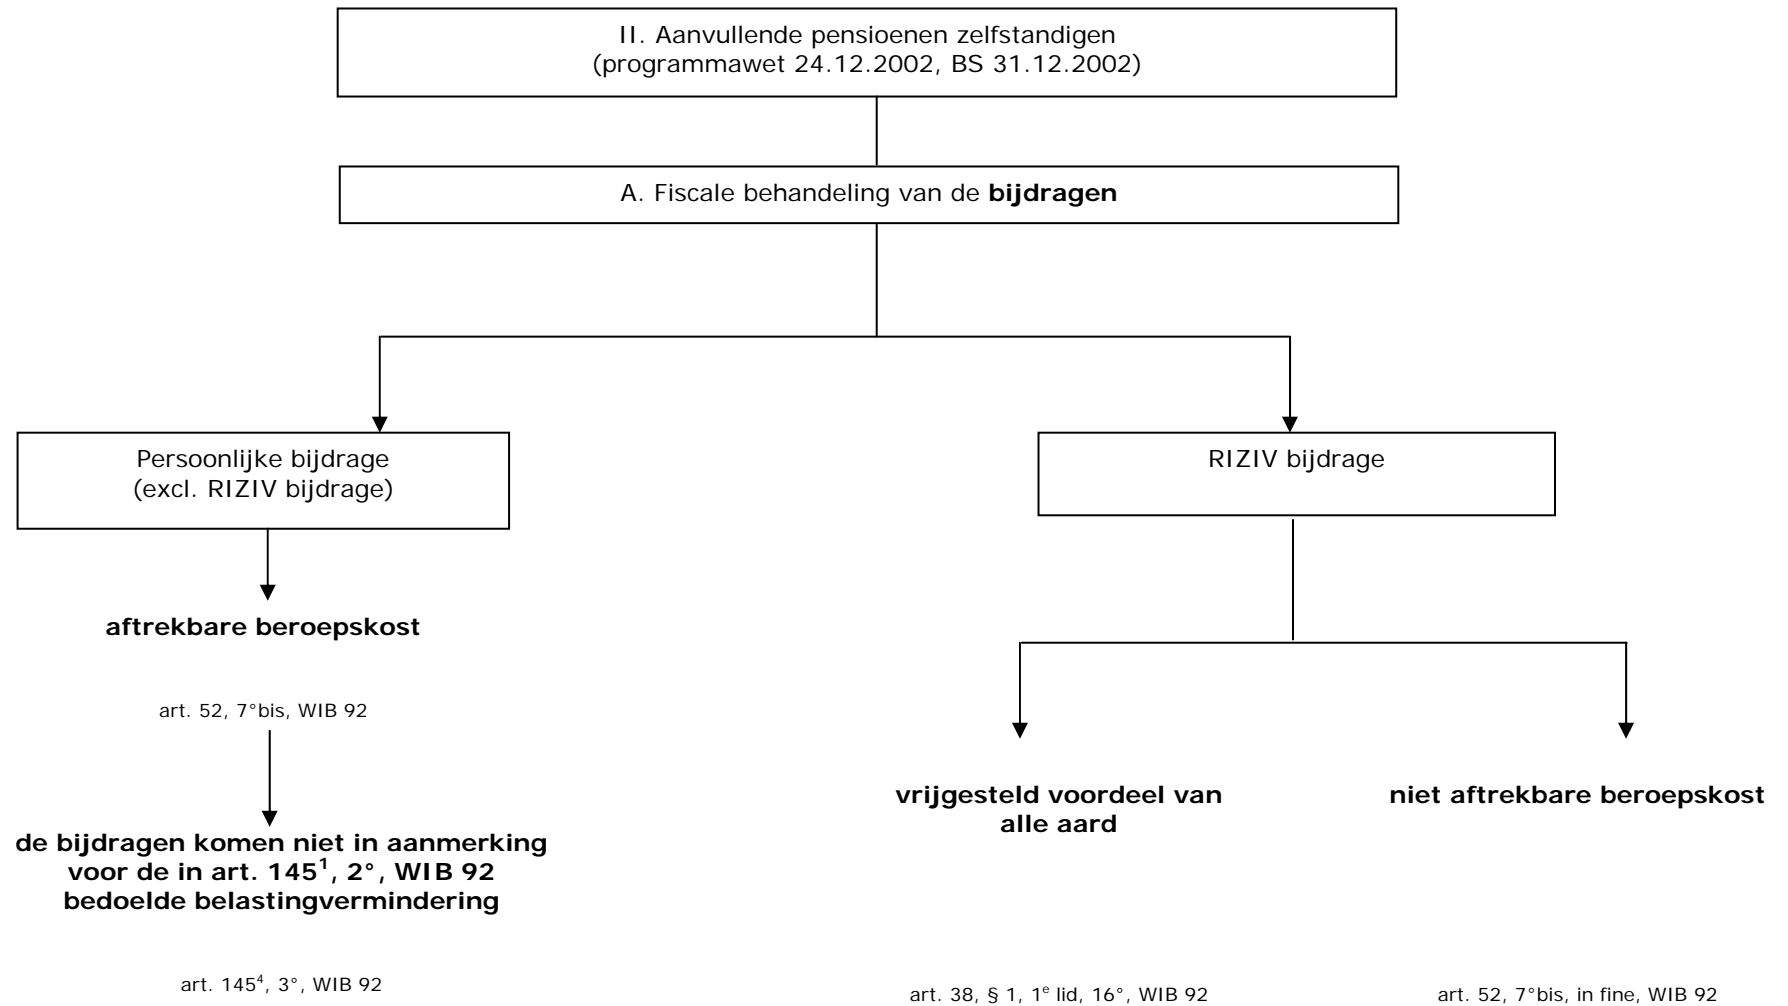 II. Aanvullende pensioenen zelfstandigen
(programmawet 24.12.2002, BS 31.12.2002)
A. Fiscale behandeling van de bijdragen
Persoonlijke bijdrage
(excl. RIZIV bijdrage)
aftrekbare beroepskost
art. 52, 7°bis, WIB 92
de bijdragen komen niet in aanmerking
voor de in art. 145¹, 2°, WIB 92
bedoelde belastingvermindering
art. 145⁴, 3°, WIB 92
RIZIV bijdrage
vrijgesteld voordeel van
alle aard
art. 38, § 1, 1ᵉ lid, 16°, WIB 92
niet aftrekbare beroepskost
art. 52, 7°bis, in fine, WIB 92